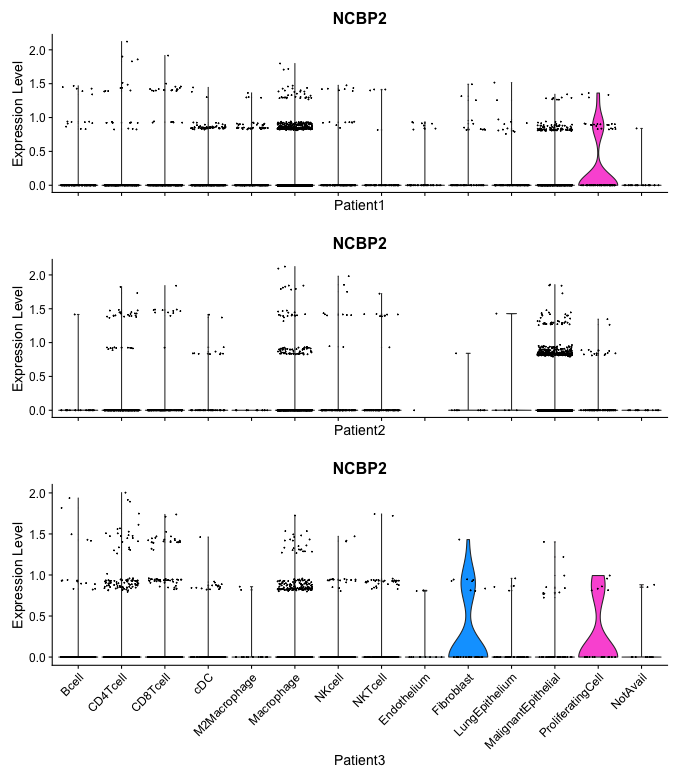 NCBP2
Expression Level
2.0
1.5
1.0
0.5
0.0
Patient1
NCBP2
Expression Level
2.0
1.5
1.0
0.5
0.0
Patient2
NCBP2
Expression Level
2.0
1.5
1.0
0.5
0.0
Bcell
CD4Tcell
CD8Tcell
cDC
M2Macrophage
Macrophage
NKcell
NKTcell
Endothelium
Fibroblast
LungEpithelium
MalignantEpithelial
ProliferatingCell
NotAvail
Patient3